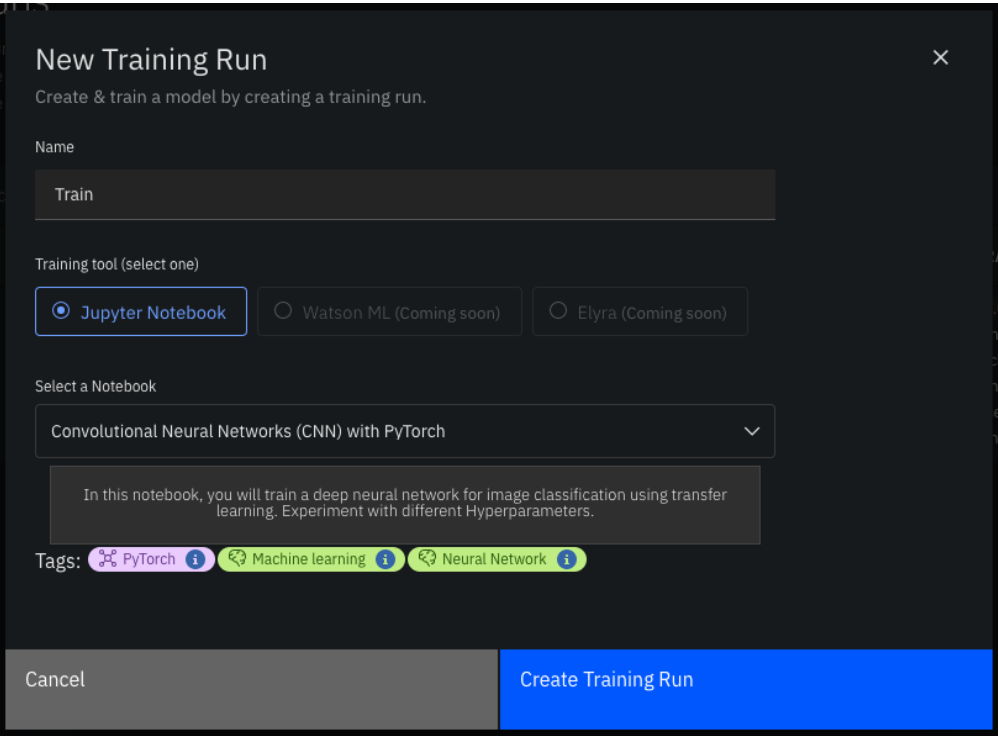 New Training Run
Create & train a model by creating a training run.
Name
Train
Training tool (select one)
Jupyter Notebook
Watson ML (Coming soon)
Elyra (Coming soon)
Select a Notebook
Convolutional Neural Networks (CNN) with PyTorch
In this notebook, you will train a deep neural network for image classification using transfer
learning. Experiment with different Hyperparameters.
Tags: PyTorch i Machine learning i Neural Network i
Cancel
Create Training Run